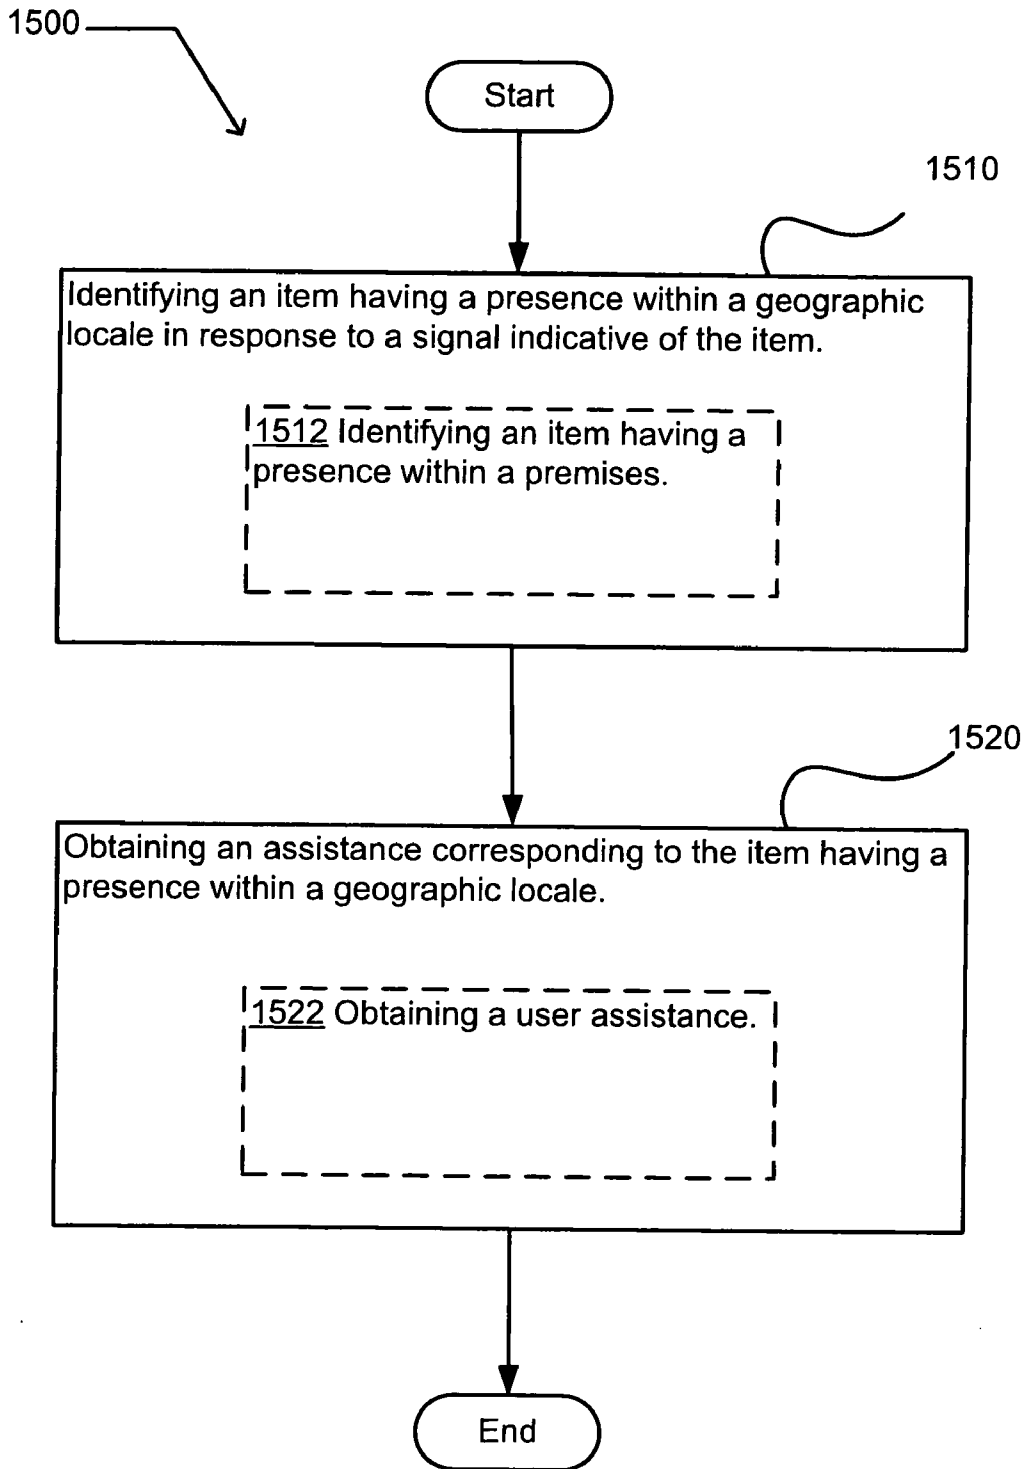 1500
Start
1510
Identifying an item having a presence within a geographic
locale in response to a signal indicative of the item.
1512 Identifying an item having a
presence within a premises.
1520
Obtaining an assistance corresponding to the item having a
presence within a geographic locale.
1522 Obtaining a user assistance.
End